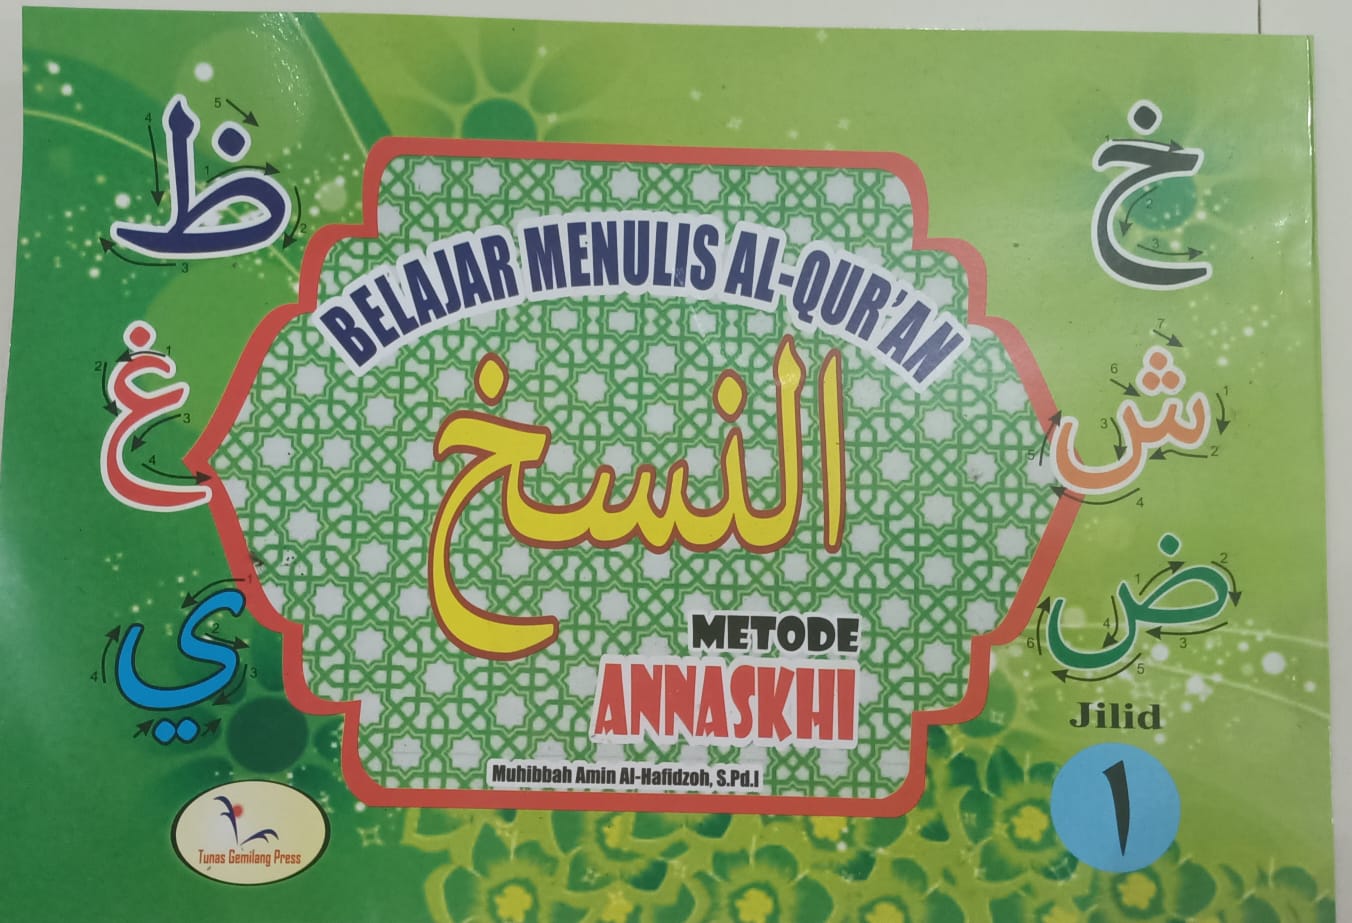 BELAJAR MENULIS AL-QUR'AN
النسخ
METODE
ANNASKHI
Muhibbah Amin Al-Hafidzoh, S.Pd.I
ظ
غ
ي
خ
ش
ض
Jilid
١
Tunas Gemilang Press